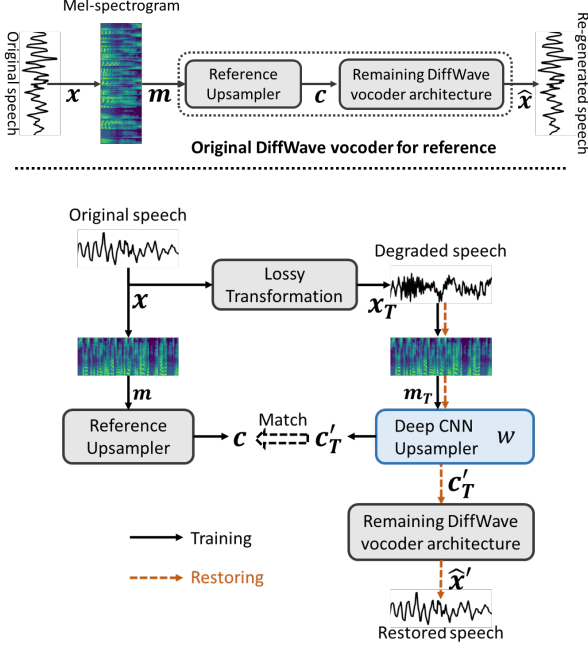 Mel-spectrogram
Original speech
x
m
Reference
Upsampler
c
Remaining DiffWave
vocoder architecture
x̂
Re-generated speech
Original DiffWave vocoder for reference
Original speech
Degraded speech
x
Lossy
Transformation
x_T
m
m_T
Reference
Upsampler
c
Match
c′_T
Deep CNN
Upsampler
w
c′_T
Remaining DiffWave
vocoder architecture
Training
Restoring
x̂′
Restored speech